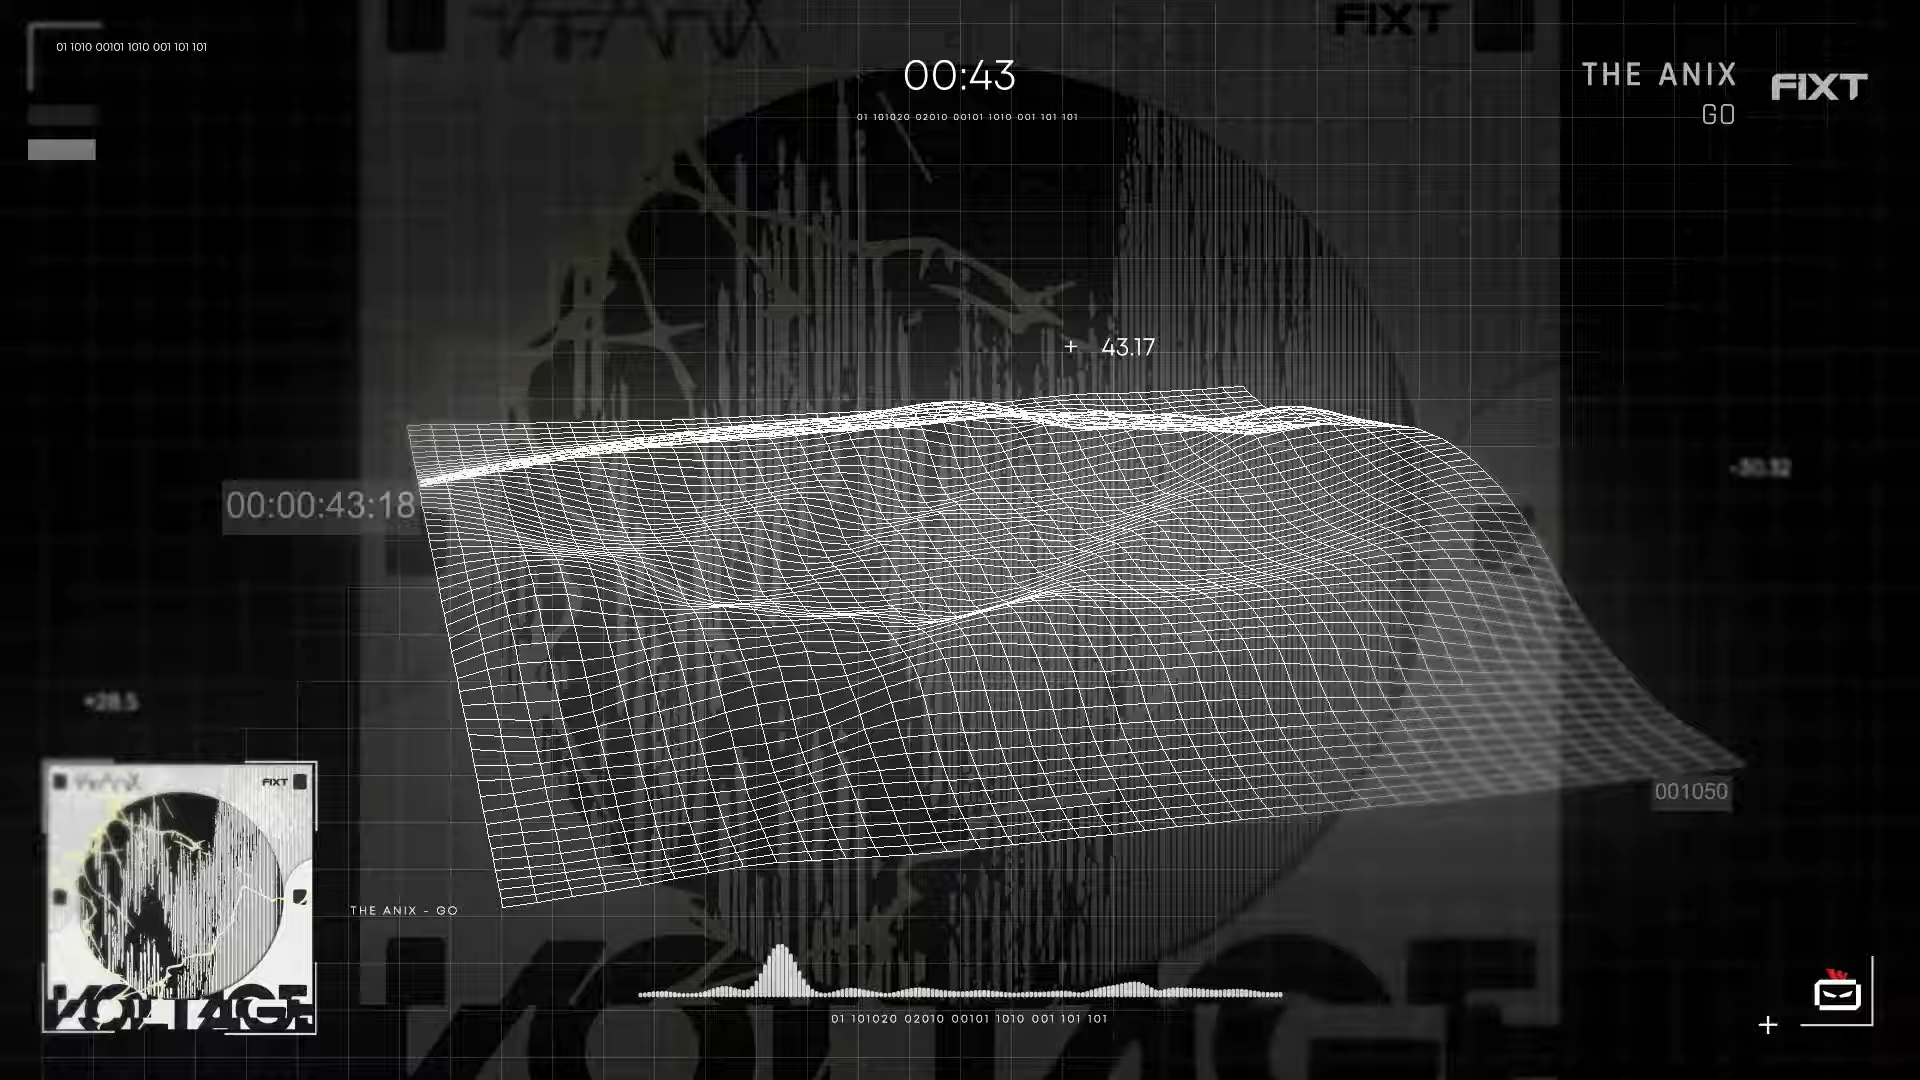 FIXT
01 1010 00101 1010 001 101 101
00:43
THE ANIX
FIXT
GO
01 101020 02010 00101 1010 001 101 101
+ 43.17
-30.32
00:00:43:18
+28.5
FIXT
001050
THE ANIX - GO
VOLTAGE
VOLTAGE
01 101020 02010 00101 1010 001 101 101